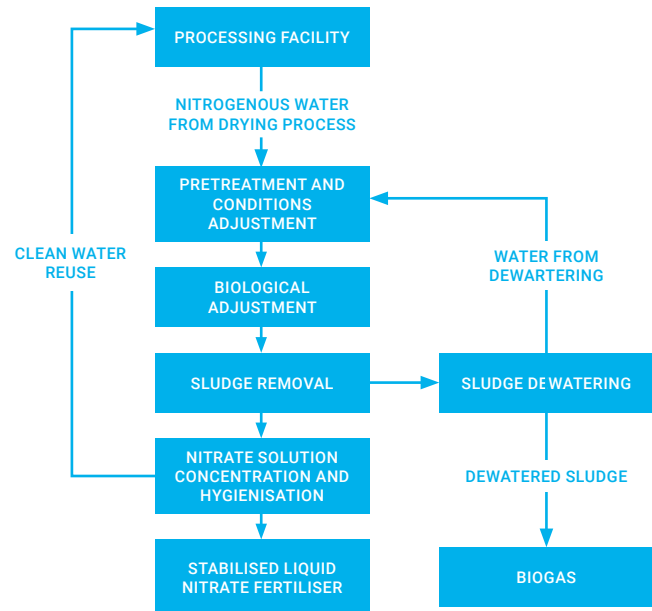 PROCESSING FACILITY
NITROGENOUS WATER
FROM DRYING PROCESS
PRETREATMENT AND
CONDITIONS
ADJUSTMENT
CLEAN WATER
REUSE
WATER FROM
DEWARTERING
BIOLOGICAL
ADJUSTMENT
SLUDGE REMOVAL
SLUDGE DEWATERING
NITRATE SOLUTION
CONCENTRATION AND
HYGIENISATION
DEWATERED SLUDGE
STABILISED LIQUID
NITRATE FERTILISER
BIOGAS